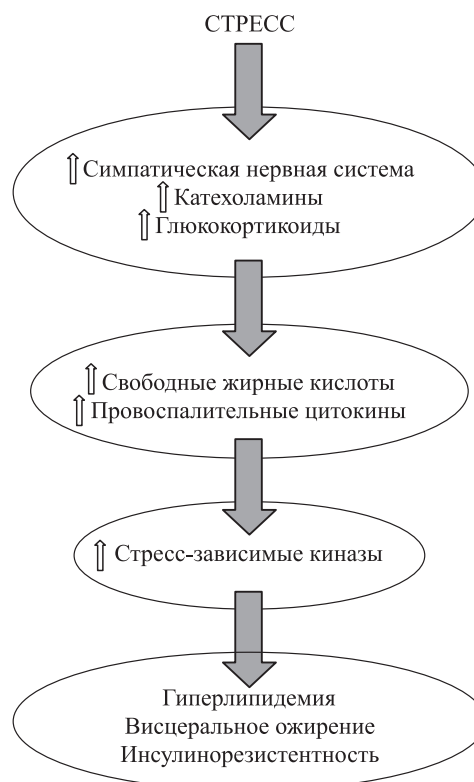 СТРЕСС
⇑ Симпатическая нервная система
⇑ Катехоламины
⇑ Глюкокортикоиды
⇑ Свободные жирные кислоты
⇑ Провоспалительные цитокины
⇑ Стресс-зависимые киназы
Гиперлипидемия
Висцеральное ожирение
Инсулинорезистентность